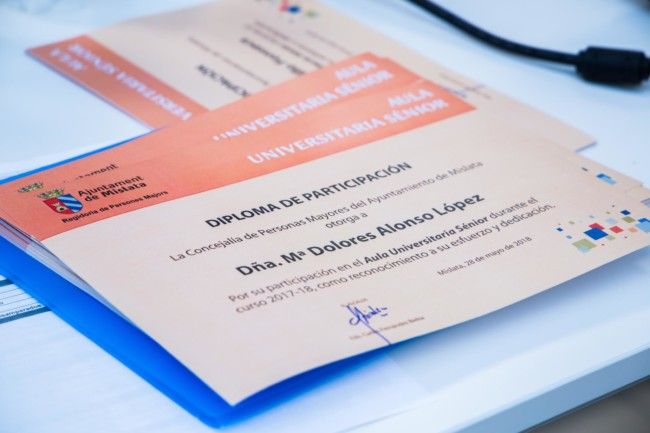 AULA
UNIVERSITARIA SÉNIOR
AULA
UNIVERSITARIA SÉNIOR
Ajuntament
de Mislata
Regidoria de Persones Majors
DIPLOMA DE PARTICIPACIÓN
La Concejalía de Personas Mayores del Ayuntamiento de Mislata
otorga a
Dña. Mª Dolores Alonso López
Por su participación en el Aula Universitaria Sénior durante el
curso 2017-18, como reconocimiento a su esfuerzo y dedicación.
Mislata, 28 de mayo de 2018